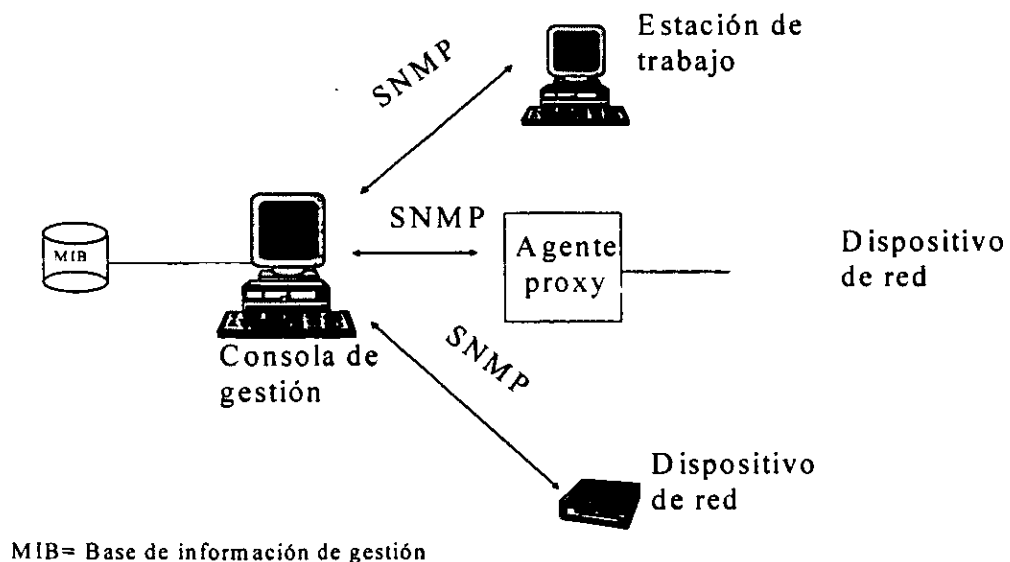 Estación de
trabajo
SNMP
SNMP
MIB
Agente
proxy
Dispositivo
de red
Consola de
gestión
SNMP
Dispositivo
de red
MIB= Base de información de gestión